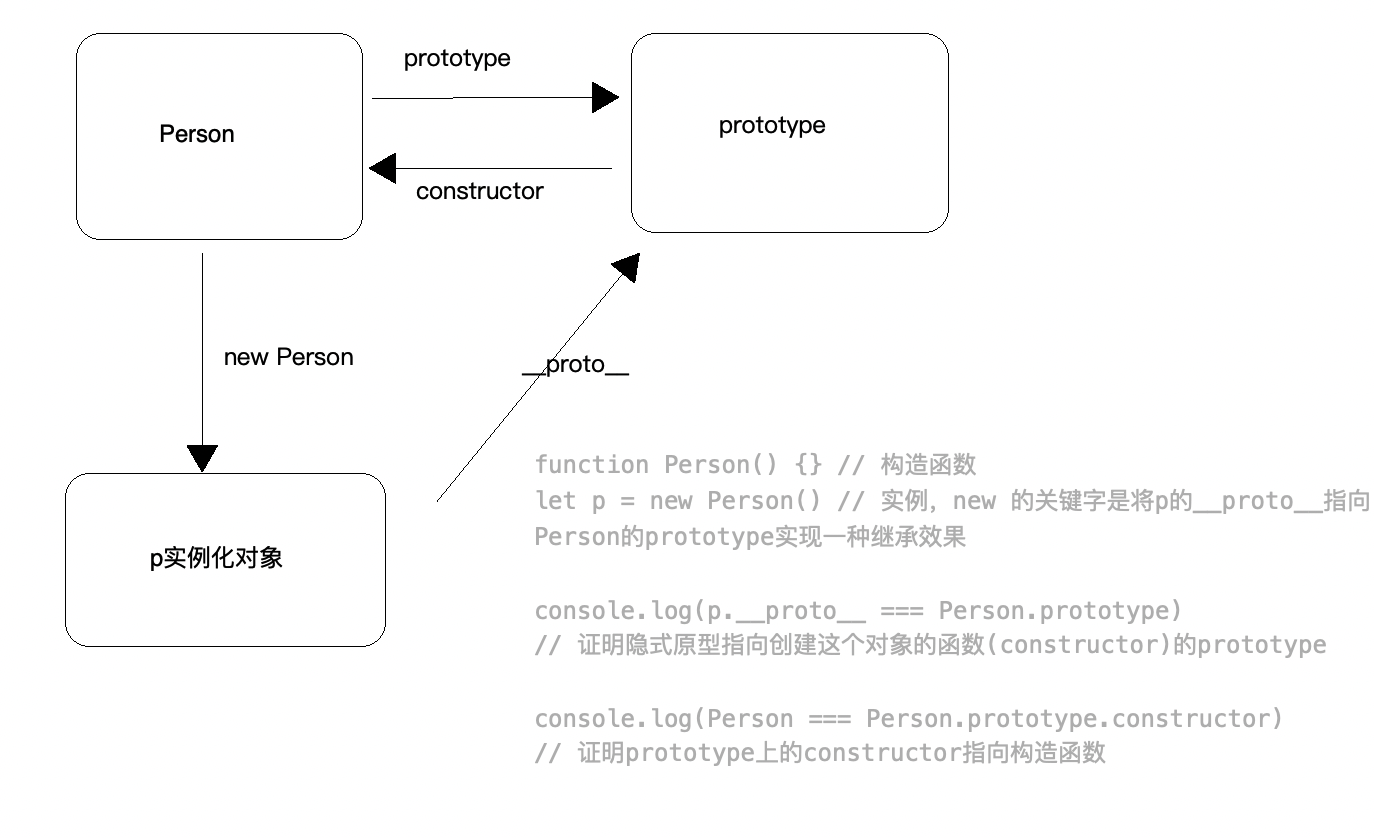 prototype
Person
prototype
constructor
new Person
__proto__
p实例化对象
function Person() {} // 构造函数
let p = new Person() // 实例，new 的关键字是将p的__proto__指向
Person的prototype实现一种继承效果
console.log(p.__proto__ === Person.prototype)
// 证明隐式原型指向创建这个对象的函数(constructor)的prototype
console.log(Person === Person.prototype.constructor)
// 证明prototype上的constructor指向构造函数